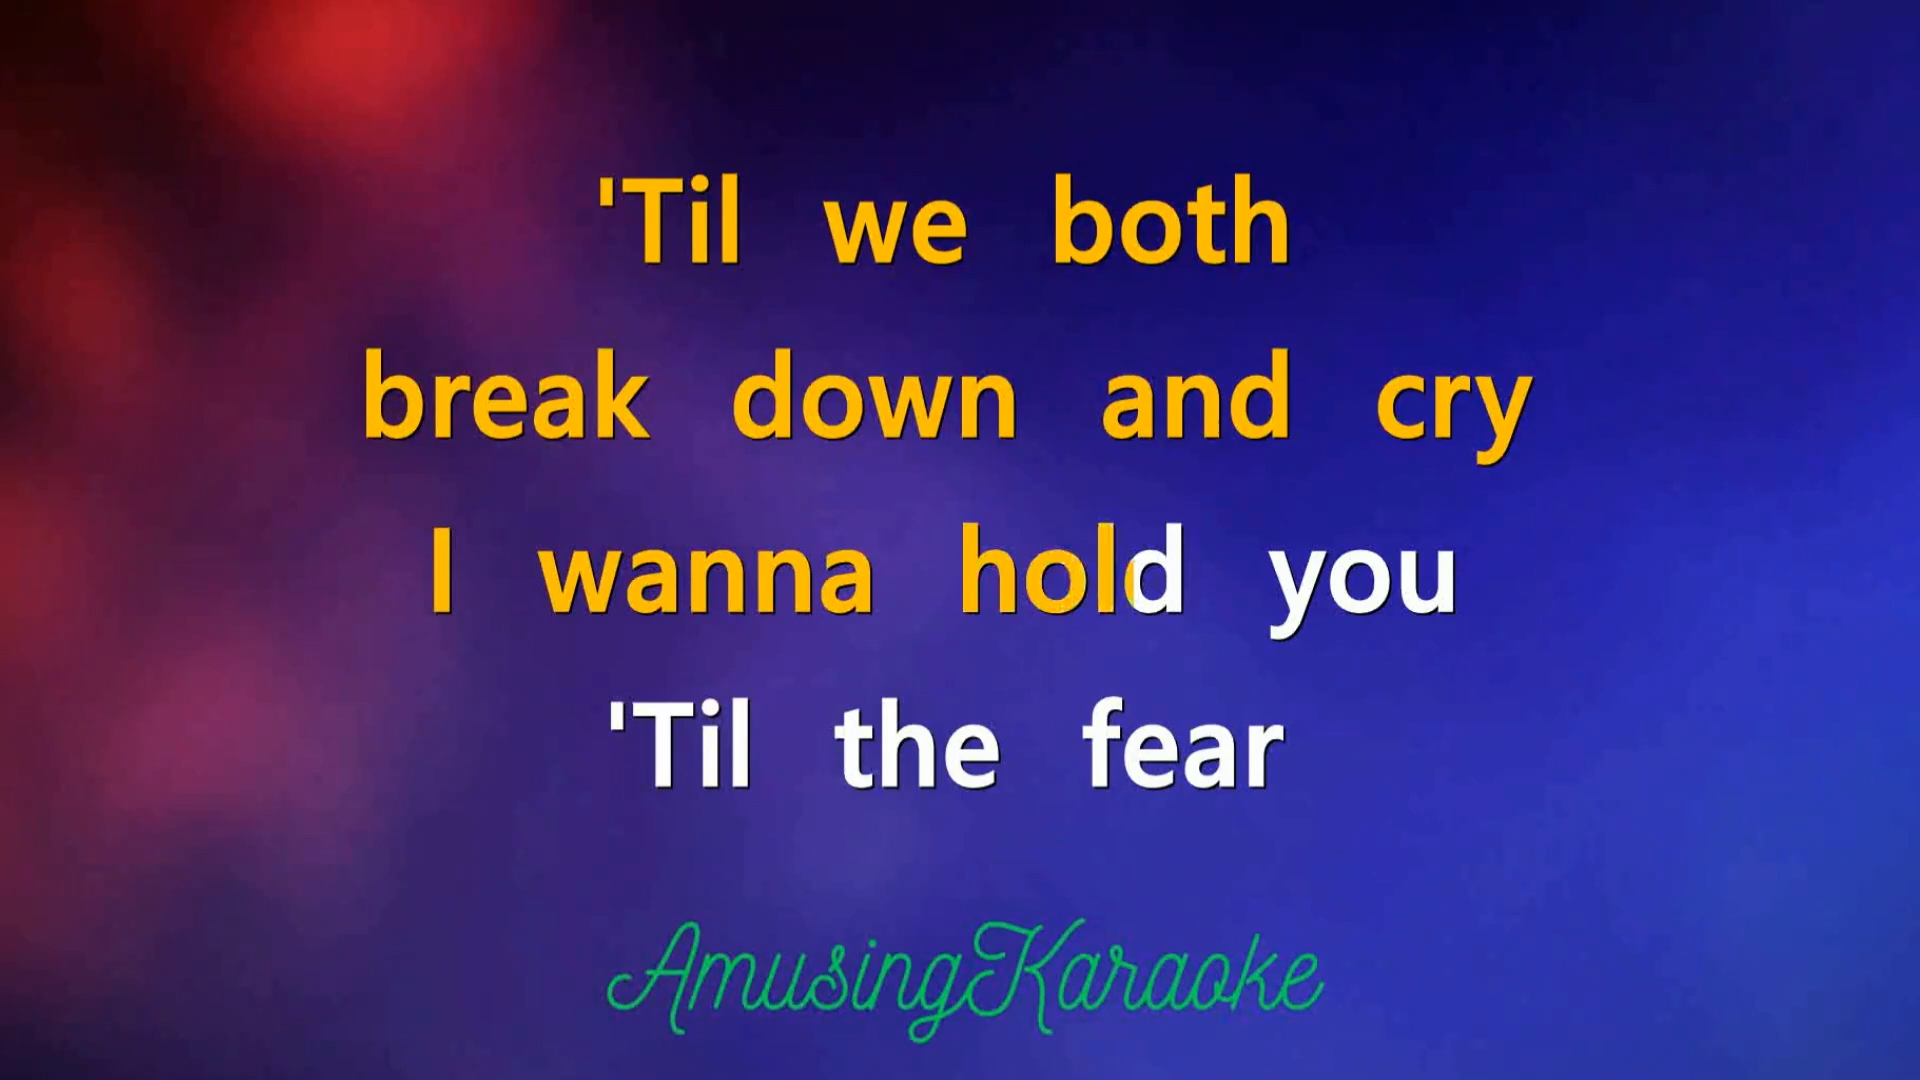 'Til we both
break down and cry
I wanna hold you
'Til the fear
AmusingKaraoke